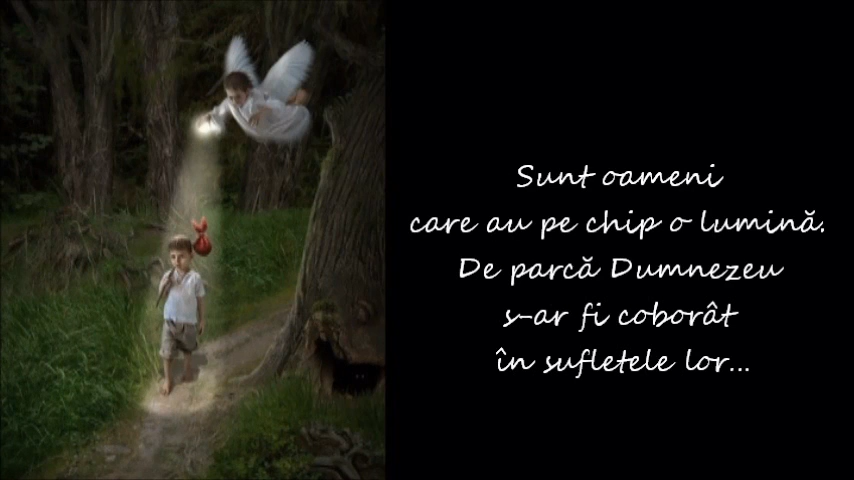 Sunt oameni
care au pe chip o lumină.
De parcă Dumnezeu
s-ar fi coborât
în sufletele lor...